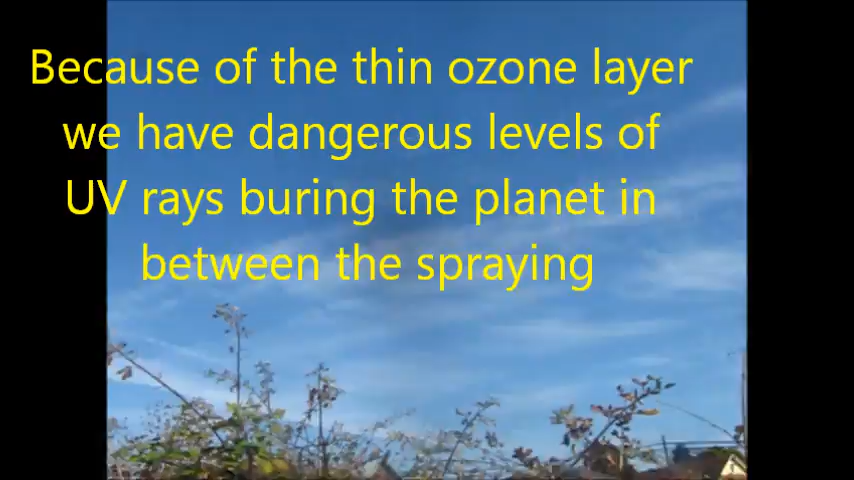 Because of the thin ozone layer
we have dangerous levels of
UV rays buring the planet in
between the spraying